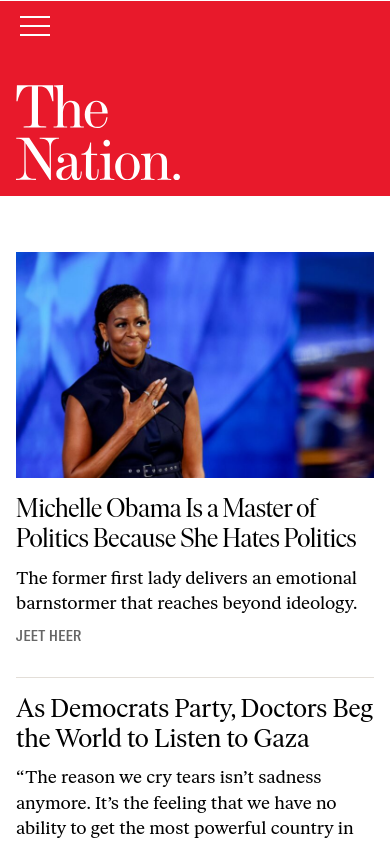 The
Nation.
Michelle Obama Is a Master of
Politics Because She Hates Politics
The former first lady delivers an emotional
barnstormer that reaches beyond ideology.
JEET HEER
As Democrats Party, Doctors Beg
the World to Listen to Gaza
“The reason we cry tears isn’t sadness
anymore. It’s the feeling that we have no
ability to get the most powerful country in